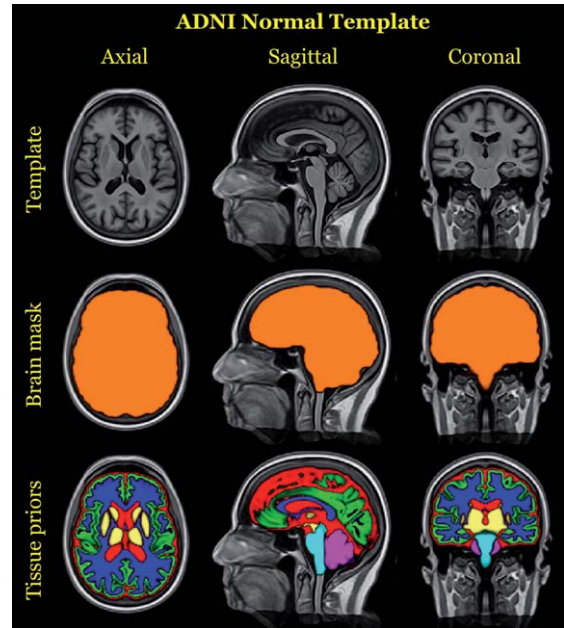 ADNI Normal Template
Axial Sagittal Coronal
Template
Brain mask
Tissue priors